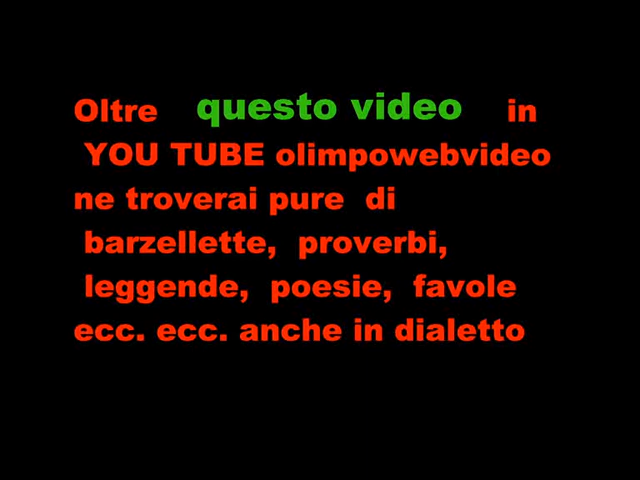 Oltre questo video in
YOU TUBE olimpowebvideo
ne troverai pure di
barzellette, proverbi,
leggende, poesie, favole
ecc. ecc. anche in dialetto